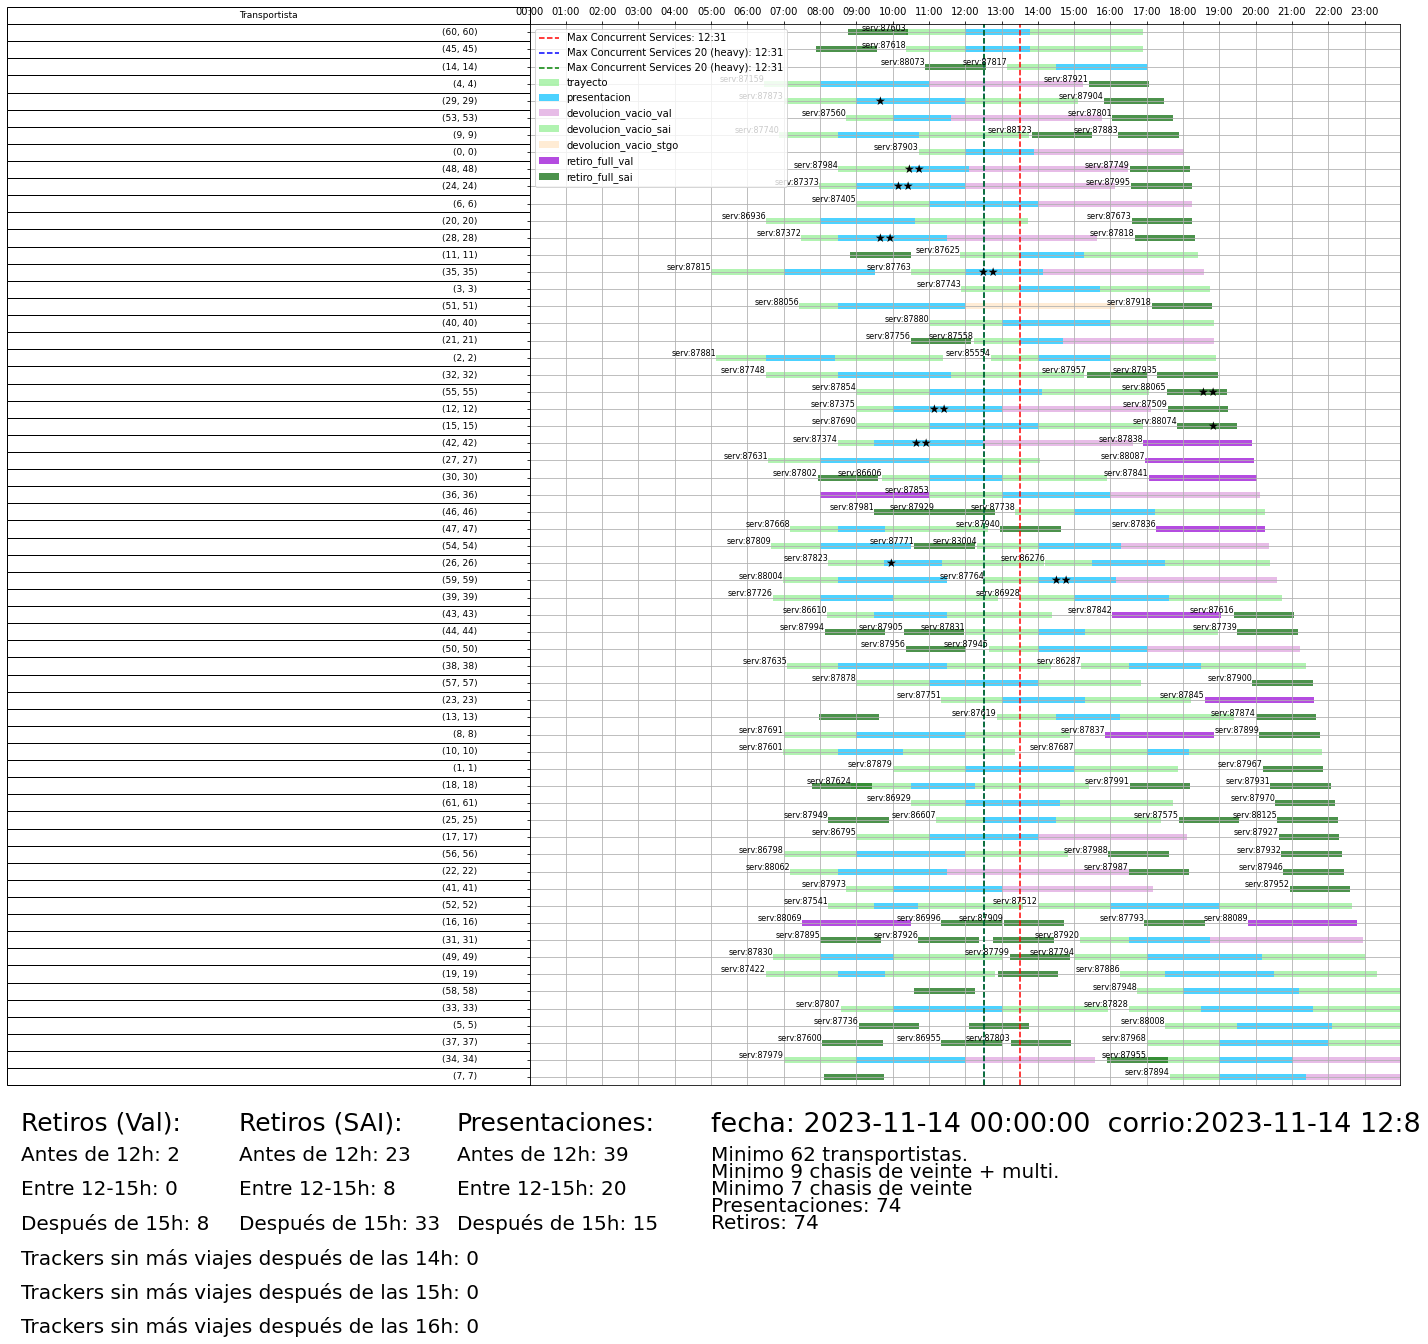 Transportista
00:00 01:00 02:00 03:00 04:00 05:00 06:00 07:00 08:00 09:00 10:00 11:00 12:00 13:00 14:00 15:00 16:00 17:00 18:00 19:00 20:00 21:00 22:00 23:00
Max Concurrent Services: 12:31
Max Concurrent Services 20 (heavy): 12:31
Max Concurrent Services 20 (heavy): 12:31
trayecto
presentacion
devolucion_vacio_val
devolucion_vacio_sai
devolucion_vacio_stgo
retiro_full_val
retiro_full_sai
(60, 60) serv:87603
(45, 45) serv:87618
(14, 14) serv:88073 serv:87817
(4, 4) serv:87159 serv:87921
(29, 29) serv:87873 serv:87904
(53, 53) serv:87560 serv:87801
(9, 9) serv:87740 serv:88123 serv:87883
(0, 0) serv:87903
(48, 48) serv:87984 serv:87749
(24, 24) serv:87373 serv:87995
(6, 6) serv:87405
(20, 20) serv:86936 serv:87673
(28, 28) serv:87372 serv:87818
(11, 11) serv:87625
(35, 35) serv:87815 serv:87763
(3, 3) serv:87743
(51, 51) serv:88056 serv:87918
(40, 40) serv:87880
(21, 21) serv:87756 serv:87558
(2, 2) serv:87881 serv:85554
(32, 32) serv:87748 serv:87957 serv:87935
(55, 55) serv:87854 serv:88065
(12, 12) serv:87375 serv:87509
(15, 15) serv:87690 serv:88074
(42, 42) serv:87374 serv:87838
(27, 27) serv:87631 serv:88087
(30, 30) serv:87802 serv:86606 serv:87841
(36, 36) serv:87853
(46, 46) serv:87981 serv:87929 serv:87738
(47, 47) serv:87668 serv:87940 serv:87836
(54, 54) serv:87809 serv:87771 serv:83004
(26, 26) serv:87823 serv:86276
(59, 59) serv:88004 serv:87764
(39, 39) serv:87726 serv:86928
(43, 43) serv:86610 serv:87842 serv:87616
(44, 44) serv:87994 serv:87905 serv:87831 serv:87739
(50, 50) serv:87956 serv:87945
(38, 38) serv:87635 serv:86287
(57, 57) serv:87878 serv:87900
(23, 23) serv:87751 serv:87845
(13, 13) serv:87619 serv:87874
(8, 8) serv:87691 serv:87837 serv:87899
(10, 10) serv:87601 serv:87687
(1, 1) serv:87879 serv:87967
(18, 18) serv:87624 serv:87991 serv:87931
(61, 61) serv:86929 serv:87970
(25, 25) serv:87949 serv:86607 serv:87575 serv:88125
(17, 17) serv:86795 serv:87927
(56, 56) serv:86798 serv:87988 serv:87932
(22, 22) serv:88062 serv:87987 serv:87946
(41, 41) serv:87973 serv:87952
(52, 52) serv:87541 serv:87512
(16, 16) serv:88069 serv:86996 serv:87909 serv:87793 serv:88089
(31, 31) serv:87895 serv:87926 serv:87920
(49, 49) serv:87830 serv:87799 serv:87794
(19, 19) serv:87422 serv:87886
(58, 58) serv:87948
(33, 33) serv:87807 serv:87828
(5, 5) serv:87736 serv:88008
(37, 37) serv:87600 serv:86955 serv:87803 serv:87968
(34, 34) serv:87979 serv:87955
(7, 7) serv:87894
Retiros (Val): Retiros (SAI): Presentaciones: fecha: 2023-11-14 00:00:00 corrio:2023-11-14 12:8
Antes de 12h: 2 Antes de 12h: 23 Antes de 12h: 39 Minimo 62 transportistas.
Minimo 9 chasis de veinte + multi.
Entre 12-15h: 0 Entre 12-15h: 8 Entre 12-15h: 20 Minimo 7 chasis de veinte
Presentaciones: 74
Después de 15h: 8 Después de 15h: 33 Después de 15h: 15 Retiros: 74
Trackers sin más viajes después de las 14h: 0
Trackers sin más viajes después de las 15h: 0
Trackers sin más viajes después de las 16h: 0